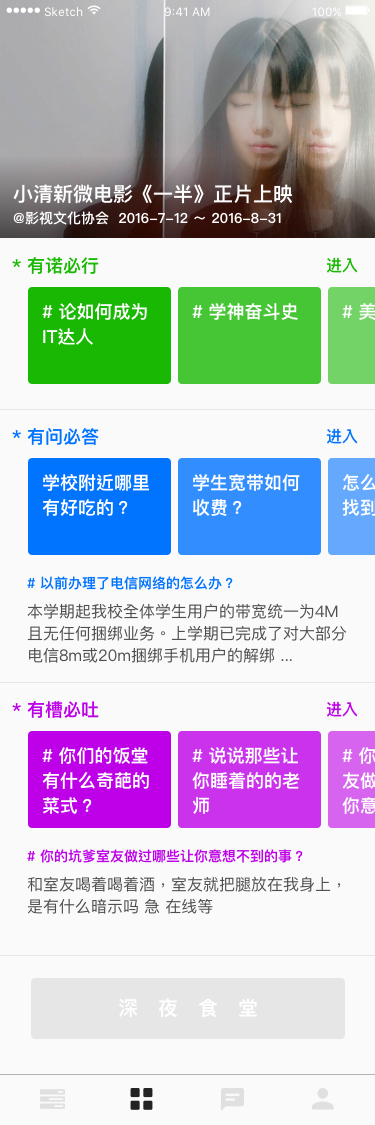 Sketch 9:41 AM 100%
小清新微电影《一半》正片上映
@影视文化协会 2016-7-12 ～ 2016-8-31
* 有诺必行 进入
# 论如何成为
IT达人
# 学神奋斗史
# 美
* 有问必答 进入
学校附近哪里
有好吃的？
学生宽带如何
收费？
怎么
找到
# 以前办理了电信网络的怎么办？
本学期起我校全体学生用户的带宽统一为4M
且无任何捆绑业务。上学期已完成了对大部分
电信8m或20m捆绑手机用户的解绑 ...
* 有槽必吐 进入
# 你们的饭堂
有什么奇葩的
菜式？
# 说说那些让
你睡着的的老
师
# 你
友做
你意
# 你的坑爹室友做过哪些让你意想不到的事？
和室友喝着喝着酒，室友就把腿放在我身上，
是有什么暗示吗 急 在线等
深 夜 食 堂